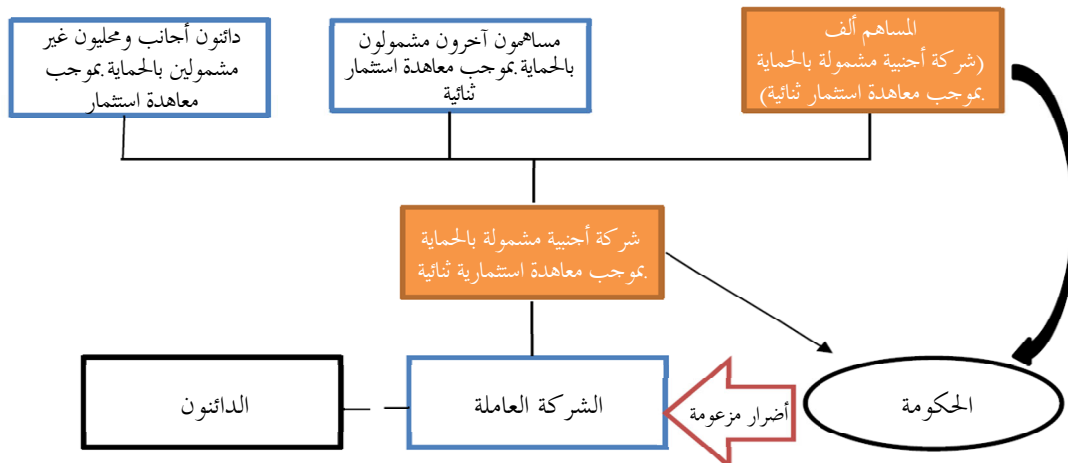 المساهم ألف
(شركة أجنبية مشمولة بالحماية
بموجب معاهدة استثمار ثنائية)
مساهمون آخرون مشمولون
بالحماية بموجب معاهدة استثمار
ثنائية
دائنون أجانب ومحليون غير
مشمولين بالحماية بموجب
معاهدة استثمار
شركة أجنبية مشمولة بالحماية
بموجب معاهدة استثمارية ثنائية
الحكومة
أضرار مزعومة
الشركة العاملة
الدائنون